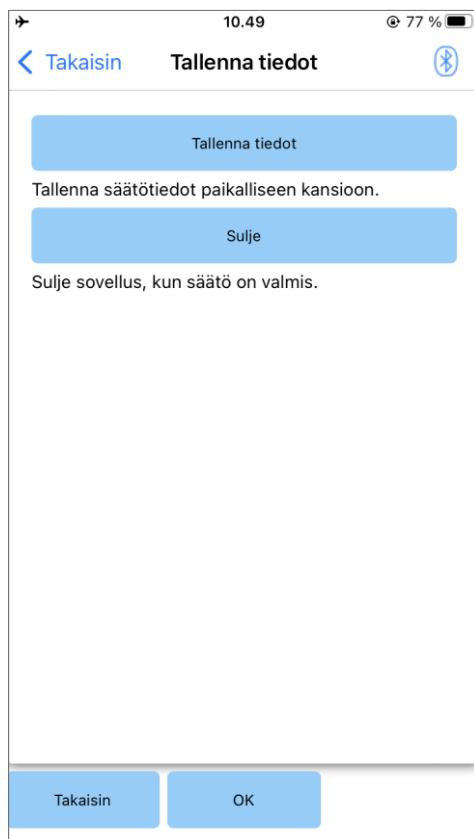 10.49 77 %
Takaisin Tallenna tiedot
Tallenna tiedot
Tallenna säätötiedot paikalliseen kansioon.
Sulje
Sulje sovellus, kun säätö on valmis.
Takaisin OK